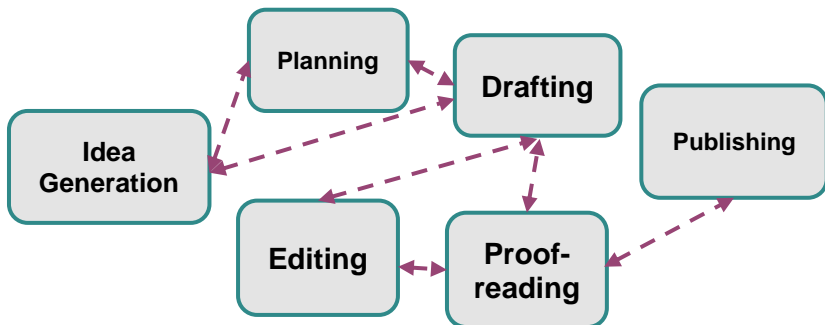 Planning
Drafting
Publishing
Idea
Generation
Editing
Proof-
reading